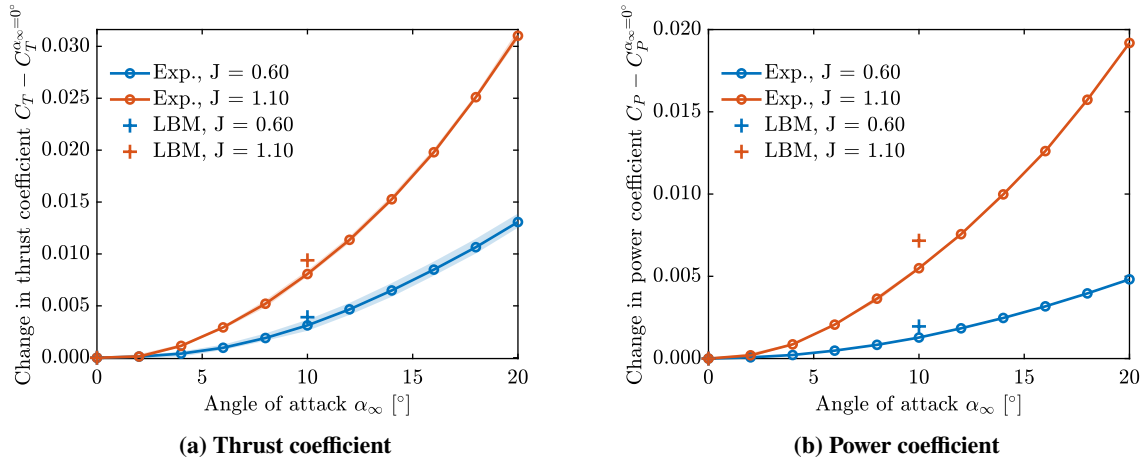 Change in thrust coefficient C_T − C_T^{α_∞=0°}
0.030
0.025
0.020
0.015
0.010
0.005
0.000
Exp., J = 0.60
Exp., J = 1.10
LBM, J = 0.60
LBM, J = 1.10
0 5 10 15 20
Angle of attack α_∞ [°]
(a) Thrust coefficient
Change in power coefficient C_P − C_P^{α_∞=0°}
0.020
0.015
0.010
0.005
0.000
Exp., J = 0.60
Exp., J = 1.10
LBM, J = 0.60
LBM, J = 1.10
0 5 10 15 20
Angle of attack α_∞ [°]
(b) Power coefficient